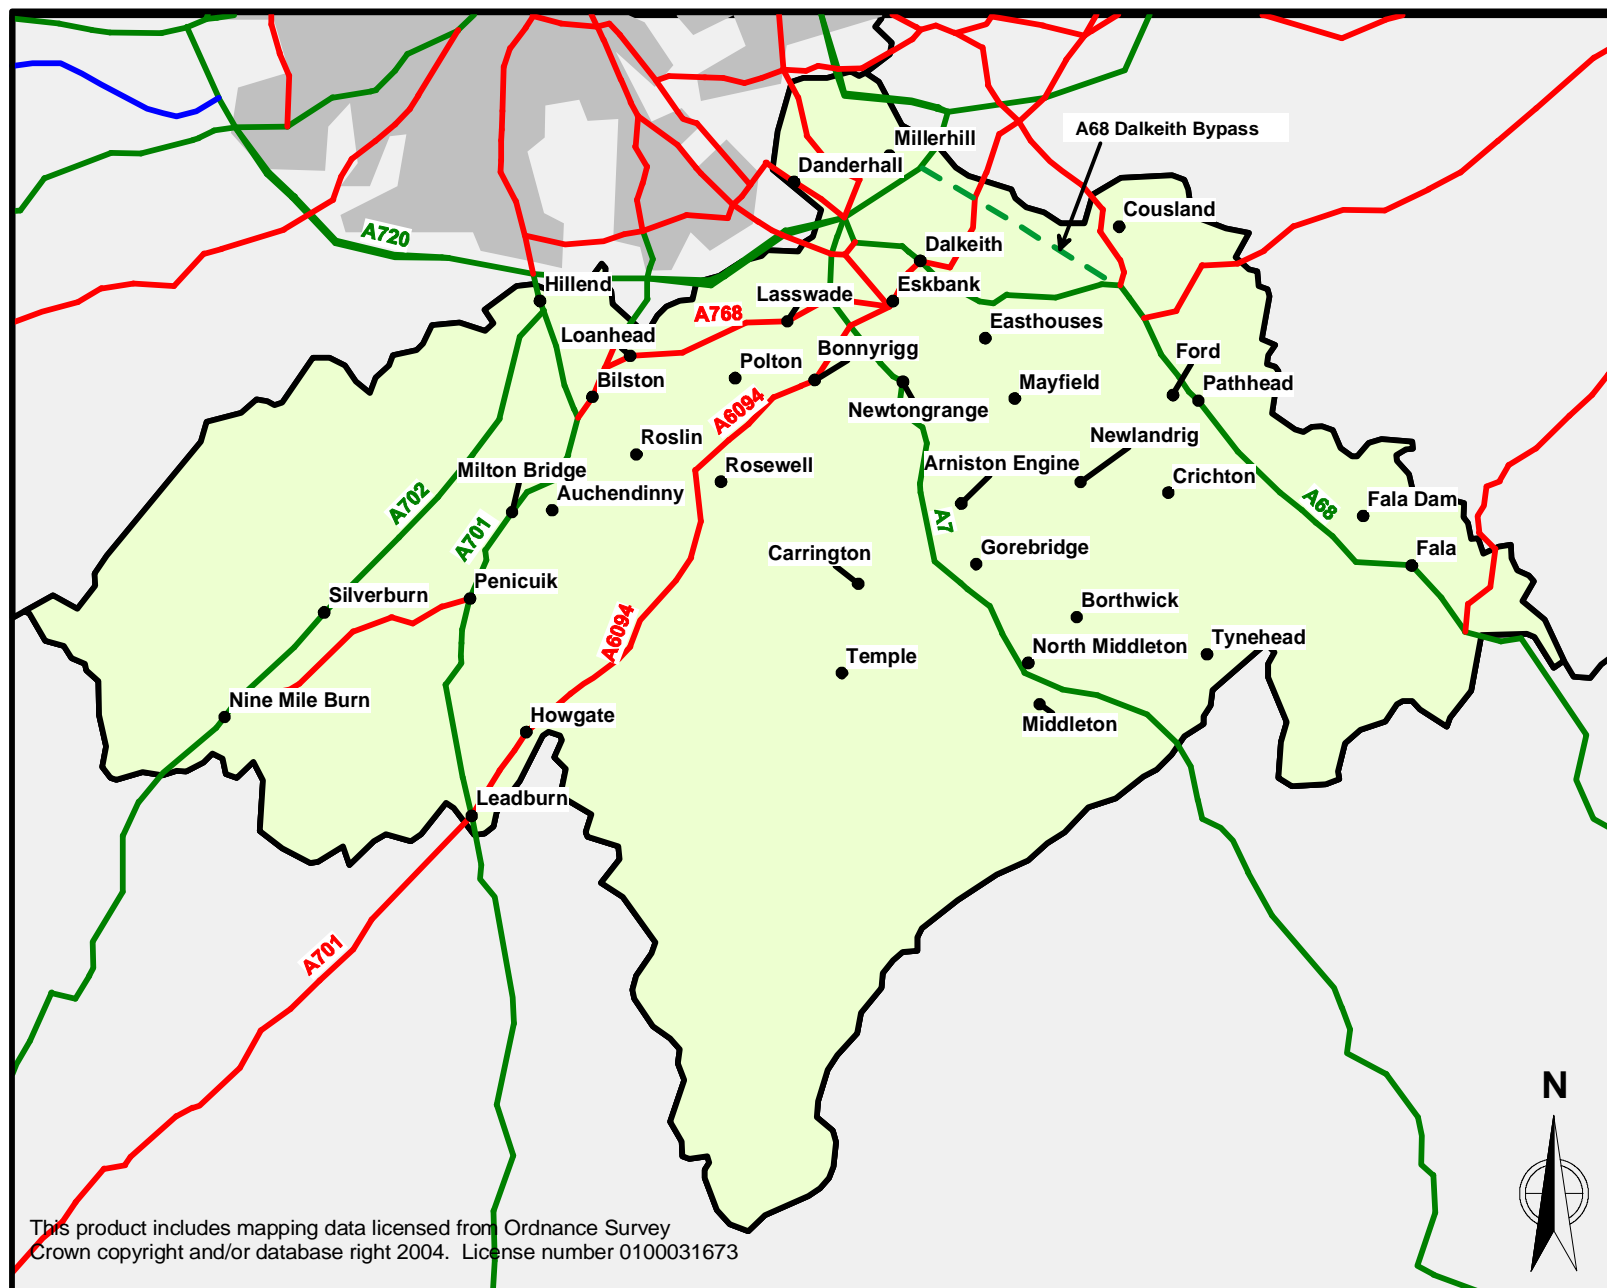 A68 Dalkeith Bypass
Millerhill
Danderhall
Cousland
A720
Dalkeith
Hillend
Eskbank
Lasswade
A768
Easthouses
Loanhead
Bonnyrigg
Ford
Polton
Bilston
Mayfield
Pathhead
A6094
Newtongrange
Roslin
Newlandrig
Milton Bridge
Rosewell
Arniston Engine
Crichton
Auchendinny
A702
A68
Fala Dam
A7
A701
Carrington
Gorebridge
Fala
Penicuik
Silverburn
Borthwick
A6094
North Middleton
Tynehead
Temple
Nine Mile Burn
Howgate
Middleton
Leadburn
A701
N
This product includes mapping data licensed from Ordnance Survey
Crown copyright and/or database right 2004.  License number 0100031673